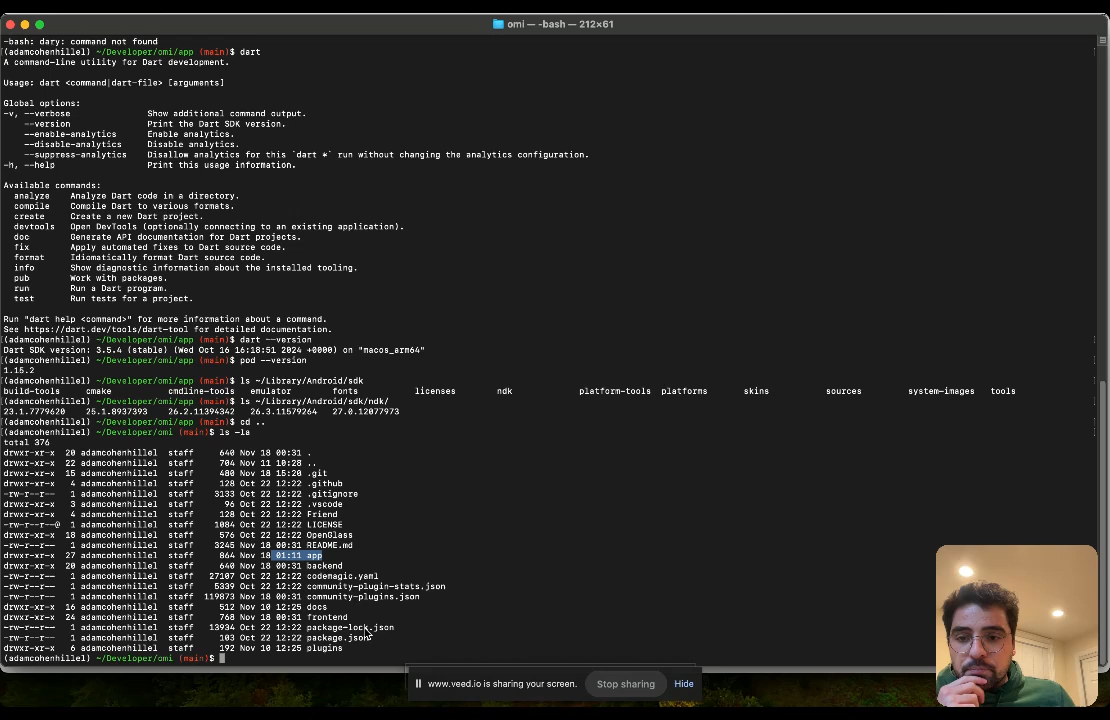 omi — -bash — 212×61
-bash: dary: command not found
(adamcohenhillel) ~/Developer/omi/app (main)$ dart
A command-line utility for Dart development.
Usage: dart <command|dart-file> [arguments]
Global options:
-v, --verbose Show additional command output.
--version Print the Dart SDK version.
--enable-analytics Enable analytics.
--disable-analytics Disable analytics.
--suppress-analytics Disallow analytics for this `dart *` run without changing the analytics configuration.
-h, --help Print this usage information.
Available commands:
analyze Analyze Dart code in a directory.
compile Compile Dart to various formats.
create Create a new Dart project.
devtools Open DevTools (optionally connecting to an existing application).
doc Generate API documentation for Dart projects.
fix Apply automated fixes to Dart source code.
format Idiomatically format Dart source code.
info Show diagnostic information about the installed tooling.
pub Work with packages.
run Run a Dart program.
test Run tests for a project.
Run "dart help <command>" for more information about a command.
See https://dart.dev/tools/dart-tool for detailed documentation.
(adamcohenhillel) ~/Developer/omi/app (main)$ dart --version
Dart SDK version: 3.5.4 (stable) (Wed Oct 16 16:18:51 2024 +0000) on "macos_arm64"
(adamcohenhillel) ~/Developer/omi/app (main)$ pod --version
1.15.2
(adamcohenhillel) ~/Developer/omi/app (main)$ ls ~/Library/Android/sdk
build-tools cmake cmdline-tools emulator fonts licenses ndk platform-tools platforms skins sources system-images tools
(adamcohenhillel) ~/Developer/omi/app (main)$ ls ~/Library/Android/sdk/ndk/
23.1.7779620 25.1.8937393 26.2.11394342 26.3.11579264 27.0.12077973
(adamcohenhillel) ~/Developer/omi/app (main)$ cd ..
(adamcohenhillel) ~/Developer/omi (main)$ ls -la
total 376
drwxr-xr-x 20 adamcohenhillel staff 640 Nov 18 00:31 .
drwxr-xr-x 22 adamcohenhillel staff 704 Nov 11 10:28 ..
drwxr-xr-x 15 adamcohenhillel staff 480 Nov 18 15:20 .git
drwxr-xr-x 4 adamcohenhillel staff 128 Oct 22 12:22 .github
-rw-r--r-- 1 adamcohenhillel staff 3133 Oct 22 12:22 .gitignore
drwxr-xr-x 3 adamcohenhillel staff 96 Oct 22 12:22 .vscode
drwxr-xr-x 4 adamcohenhillel staff 128 Oct 22 12:22 Friend
-rw-r--r--@ 1 adamcohenhillel staff 1084 Oct 22 12:22 LICENSE
drwxr-xr-x 18 adamcohenhillel staff 576 Oct 22 12:22 OpenGlass
-rw-r--r-- 1 adamcohenhillel staff 3245 Nov 18 00:31 README.md
drwxr-xr-x 27 adamcohenhillel staff 864 Nov 18 01:11 app
drwxr-xr-x 20 adamcohenhillel staff 640 Nov 18 00:31 backend
-rw-r--r-- 1 adamcohenhillel staff 27107 Oct 22 12:22 codemagic.yaml
-rw-r--r-- 1 adamcohenhillel staff 5339 Oct 22 12:22 community-plugin-stats.json
-rw-r--r-- 1 adamcohenhillel staff 119873 Nov 18 00:31 community-plugins.json
drwxr-xr-x 16 adamcohenhillel staff 512 Nov 10 12:25 docs
drwxr-xr-x 24 adamcohenhillel staff 768 Nov 18 00:31 frontend
-rw-r--r-- 1 adamcohenhillel staff 13934 Oct 22 12:22 package-lock.json
-rw-r--r-- 1 adamcohenhillel staff 103 Oct 22 12:22 package.json
drwxr-xr-x 6 adamcohenhillel staff 192 Nov 10 12:25 plugins
(adamcohenhillel) ~/Developer/omi (main)$
www.veed.io is sharing your screen. Stop sharing Hide